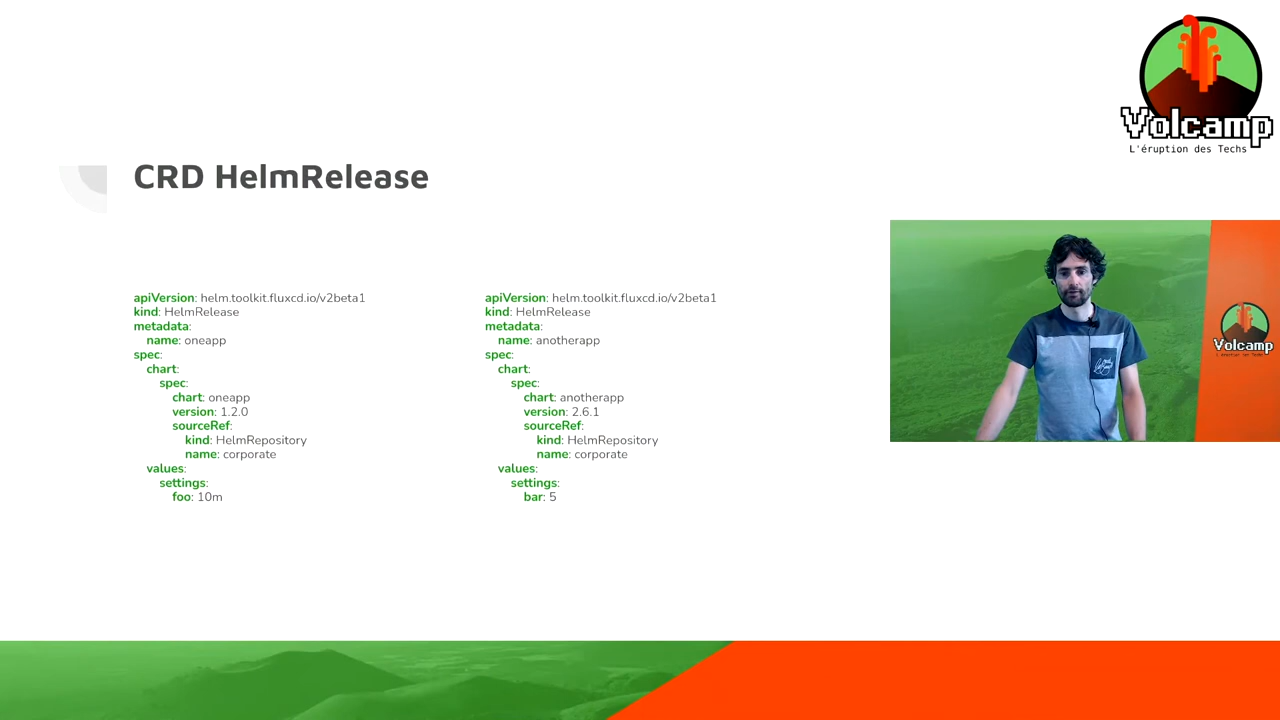 Volcamp
L'éruption des Techs
CRD HelmRelease
apiVersion: helm.toolkit.fluxcd.io/v2beta1
kind: HelmRelease
metadata:
  name: oneapp
spec:
  chart:
    spec:
      chart: oneapp
      version: 1.2.0
      sourceRef:
        kind: HelmRepository
        name: corporate
  values:
    settings:
      foo: 10m
apiVersion: helm.toolkit.fluxcd.io/v2beta1
kind: HelmRelease
metadata:
  name: anotherapp
spec:
  chart:
    spec:
      chart: anotherapp
      version: 2.6.1
      sourceRef:
        kind: HelmRepository
        name: corporate
  values:
    settings:
      bar: 5
Volcamp